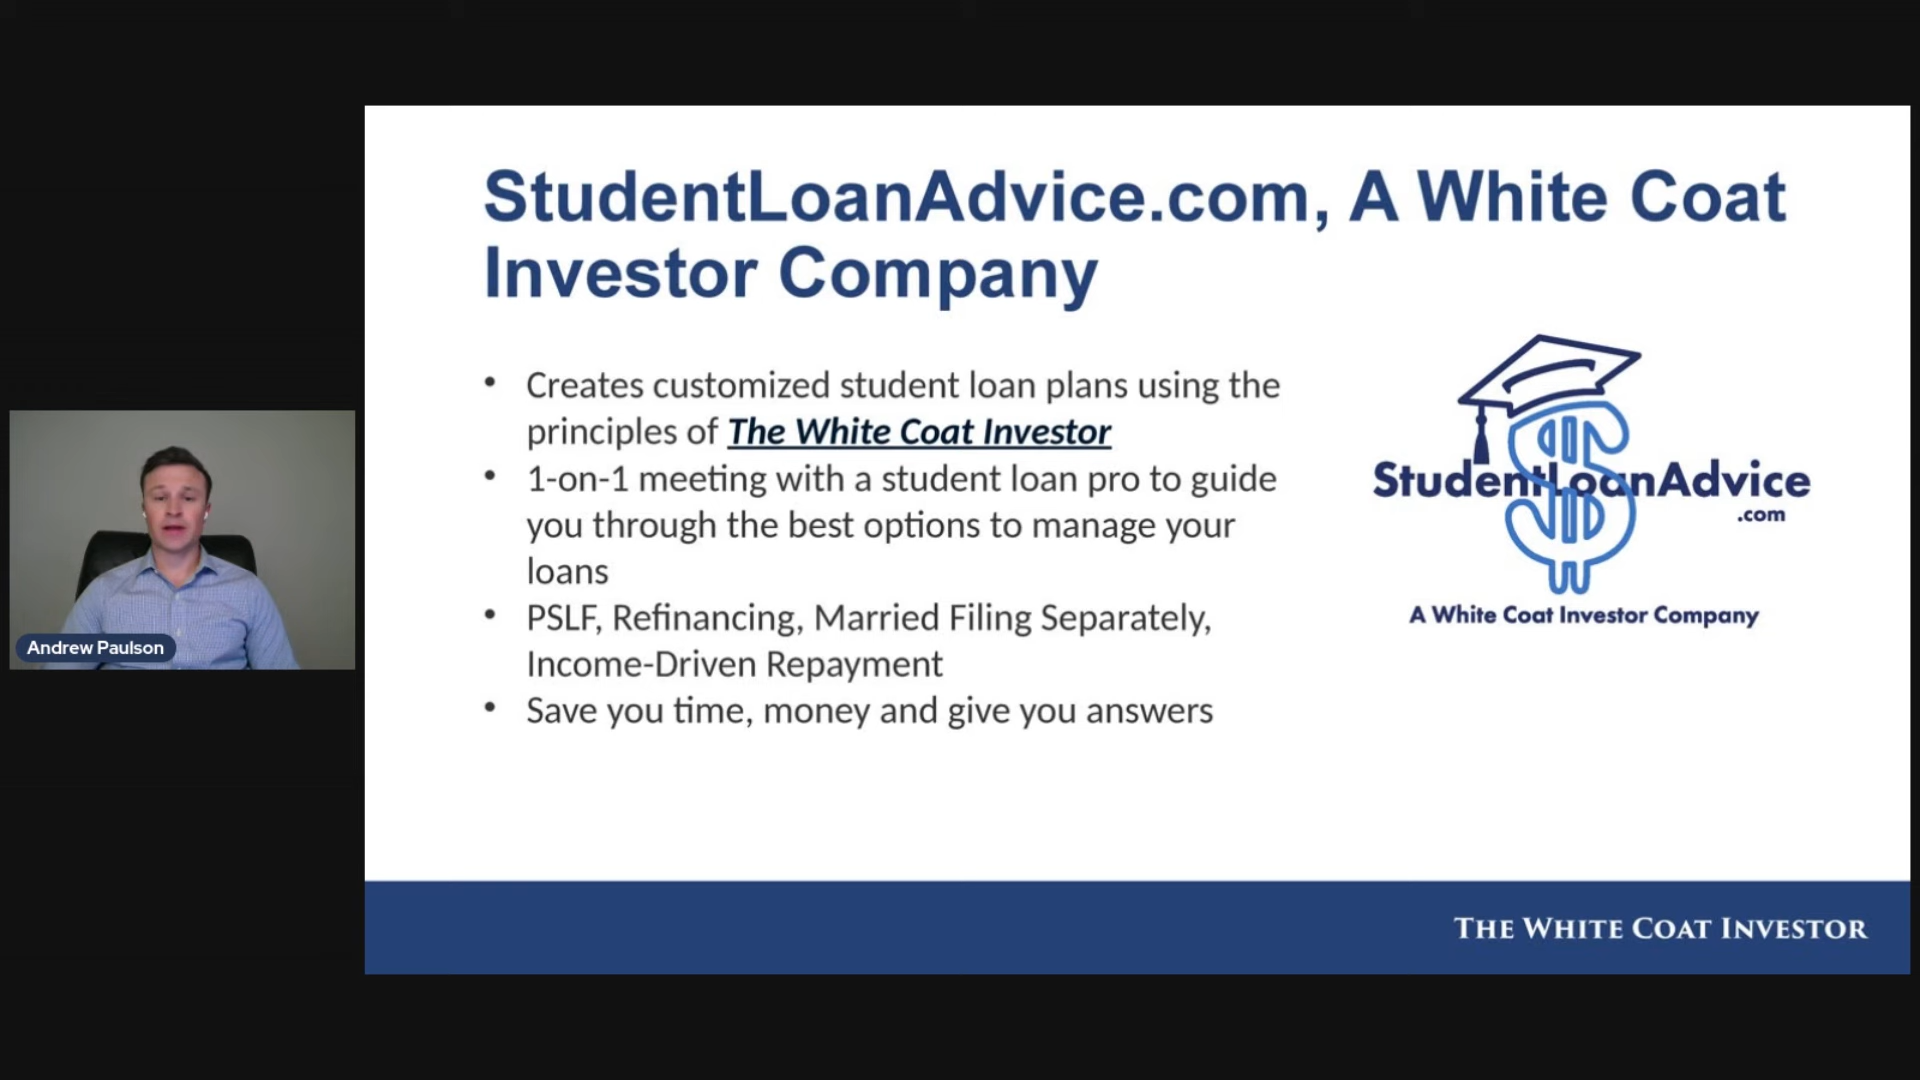 StudentLoanAdvice.com, A White Coat
Investor Company
• Creates customized student loan plans using the
principles of The White Coat Investor
• 1-on-1 meeting with a student loan pro to guide
you through the best options to manage your
loans
• PSLF, Refinancing, Married Filing Separately,
Income-Driven Repayment
• Save you time, money and give you answers
StudentLoanAdvice
.com
A White Coat Investor Company
Andrew Paulson
THE WHITE COAT INVESTOR